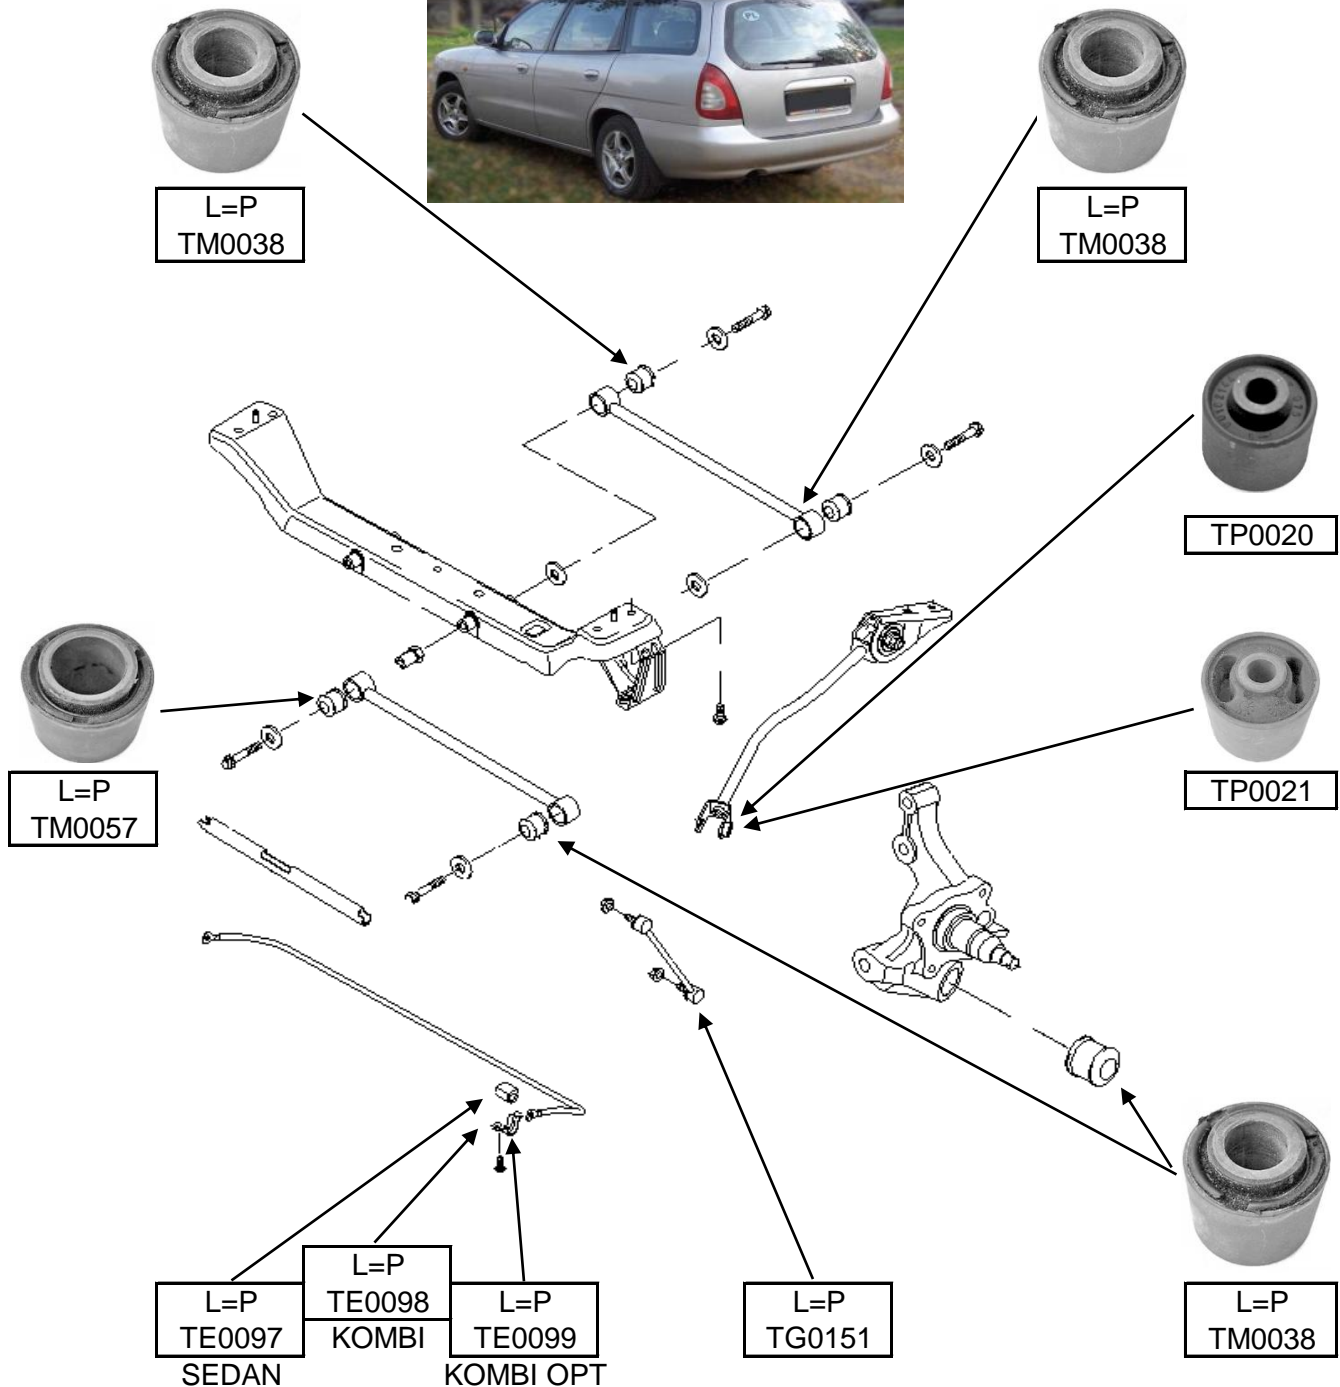 L=P
TM0038
L=P
TM0038
TP0020
TP0021
L=P
TM0057
L=P
TE0097
SEDAN
L=P
TE0098
KOMBI
L=P
TE0099
KOMBI OPT
L=P
TG0151
L=P
TM0038